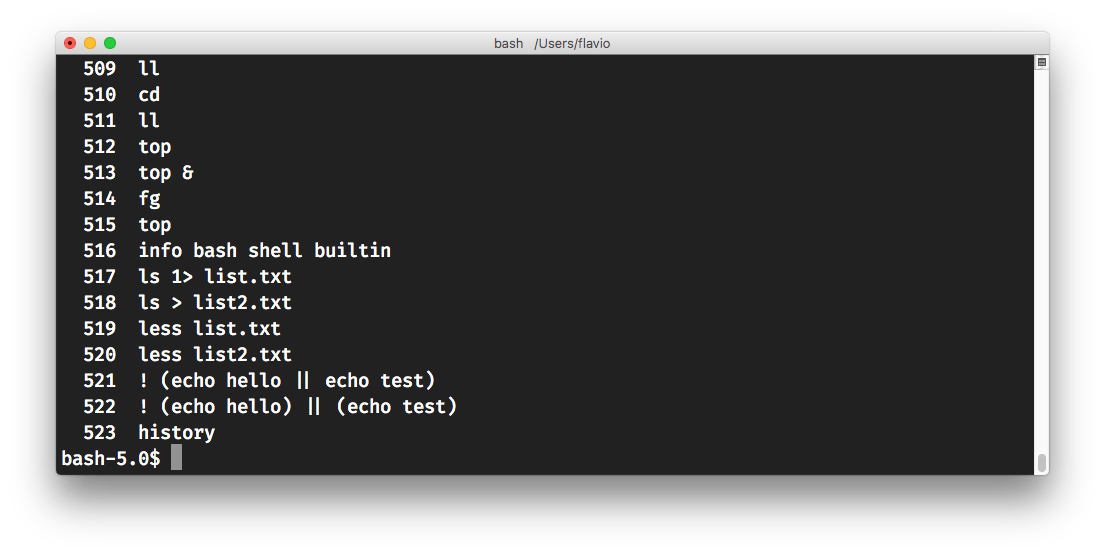 bash /Users/flavio
509 ll
510 cd
511 ll
512 top
513 top &
514 fg
515 top
516 info bash shell builtin
517 ls 1> list.txt
518 ls > list2.txt
519 less list.txt
520 less list2.txt
521 ! (echo hello || echo test)
522 ! (echo hello) || (echo test)
523 history
bash-5.0$